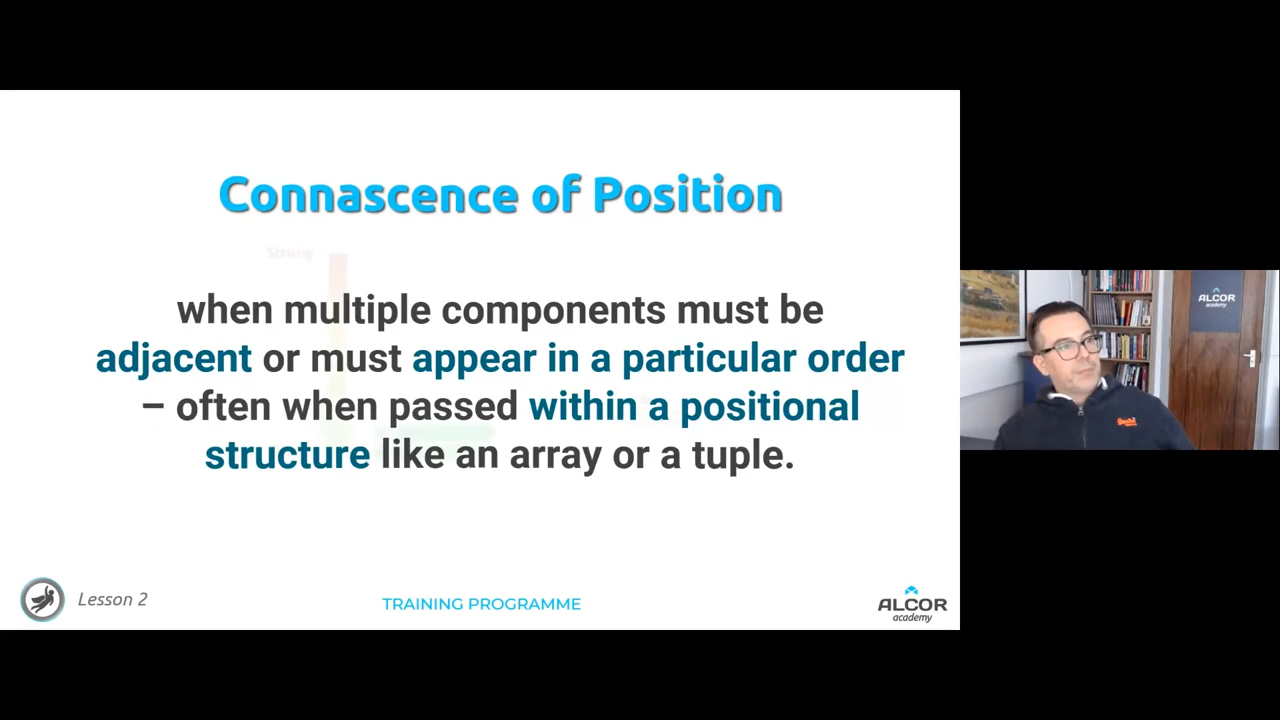 Connascence of Position
Strong
when multiple components must be
adjacent or must appear in a particular order
– often when passed within a positional
structure like an array or a tuple.
Lesson 2
TRAINING PROGRAMME
ALCOR
academy
ALCOR
academy